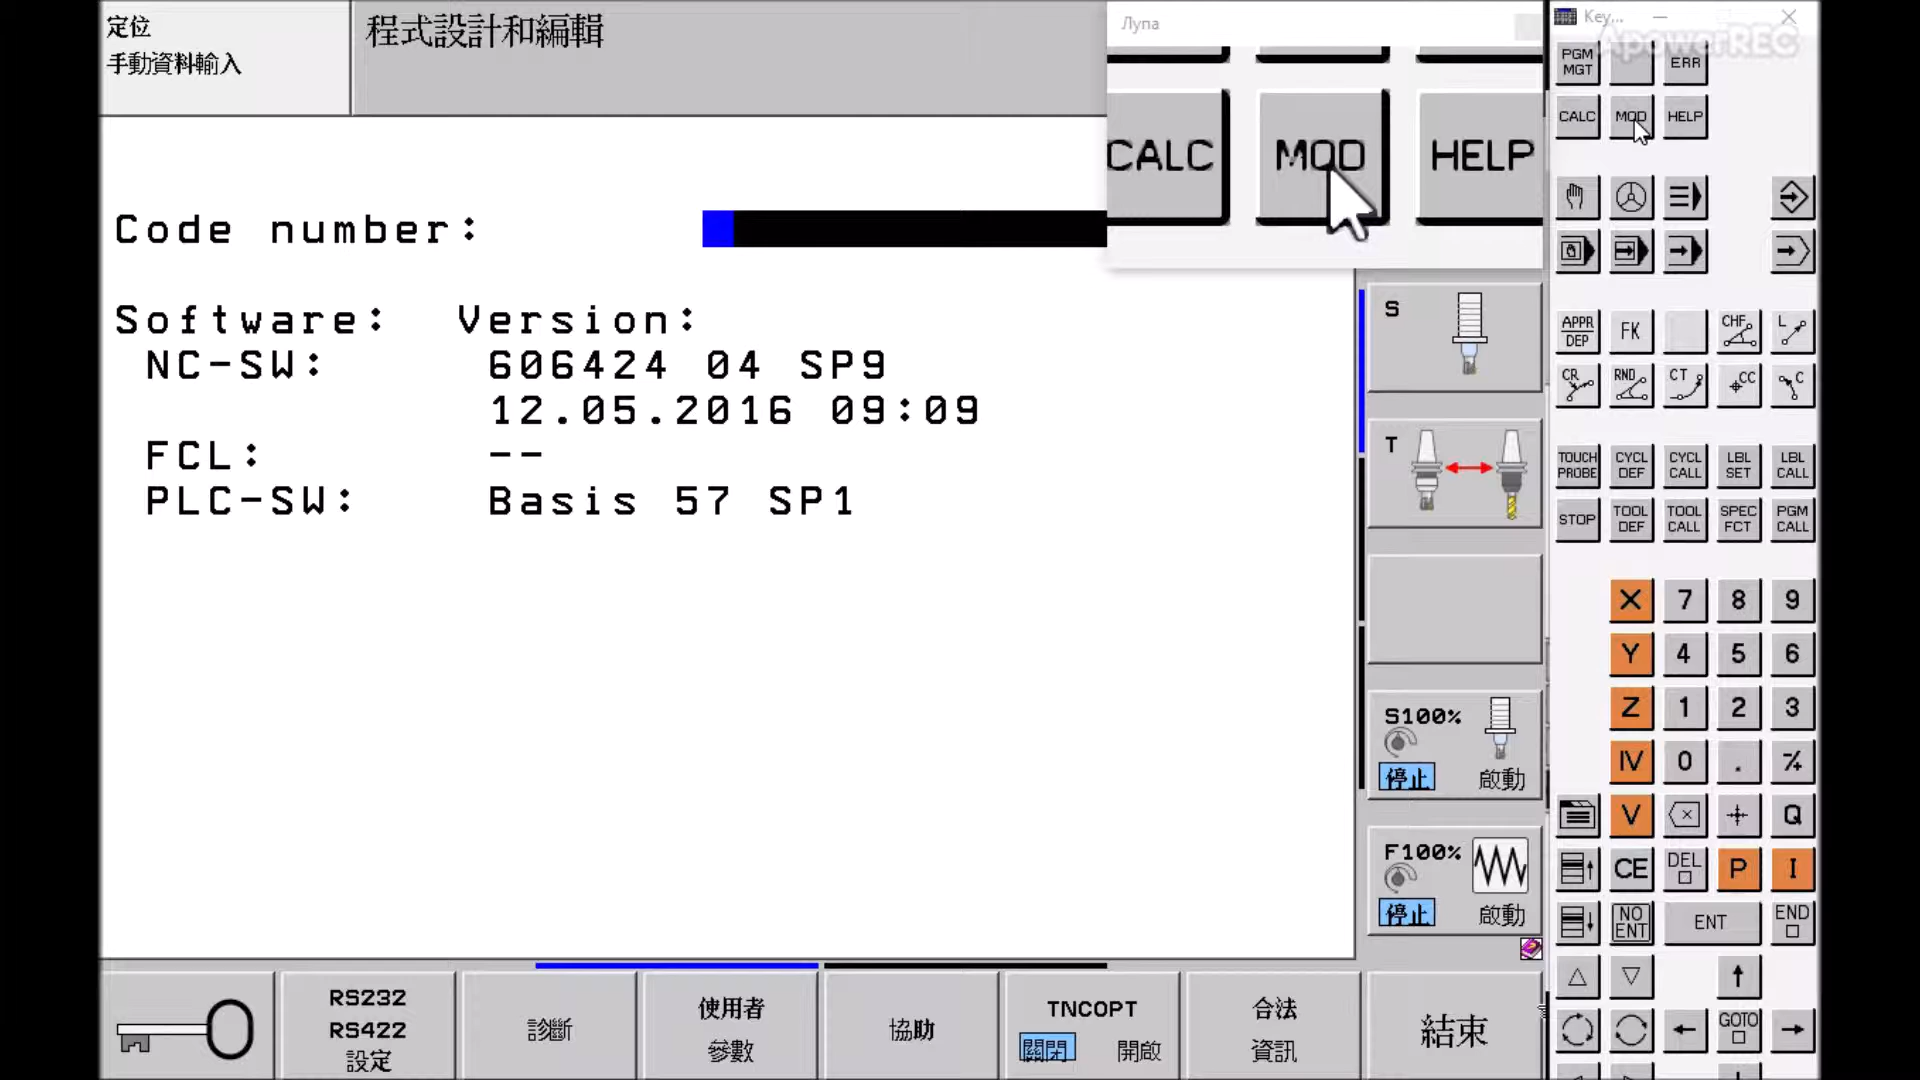 定位
手動資料輸入
程式設計和編輯
Лупа
CALC
MOD
HELP
Key...
ApowerREC
PGM
MGT
ERR
CALC
MOD
HELP
Code number:
Software: Version:
NC-SW: 606424 04 SP9
12.05.2016 09:09
FCL: --
PLC-SW: Basis 57 SP1
S
T
S100%
停止 啟動
F100%
停止 啟動
APPR
DEP
FK
CHF
L
CR
RND
CT
CC
C
TOUCH
PROBE
CYCL
DEF
CYCL
CALL
LBL
SET
LBL
CALL
STOP
TOOL
DEF
TOOL
CALL
SPEC
FCT
PGM
CALL
X 7 8 9
Y 4 5 6
Z 1 2 3
IV 0 . -/+
V Q
CE
DEL
P I
NO
ENT
ENT
END
GOTO
RS232
RS422
設定
診斷
使用者
參數
協助
TNCOPT
關閉 開啟
合法
資訊
結束